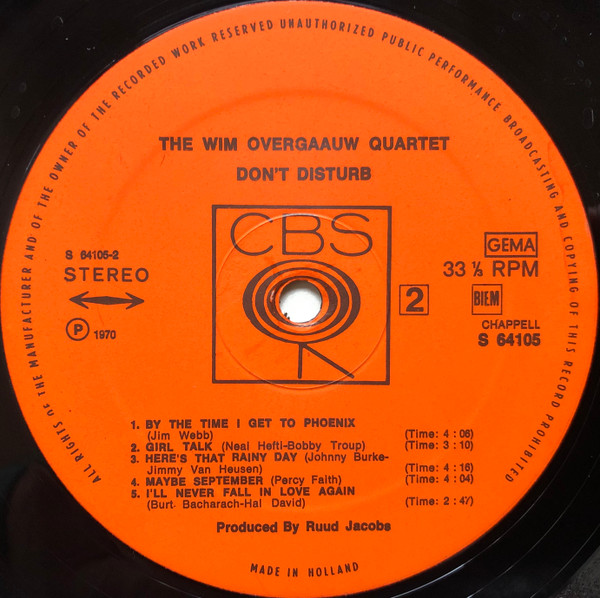 ALL RIGHTS OF THE MANUFACTURER AND OF THE OWNER OF THE RECORDED WORK RESERVED UNAUTHORIZED PUBLIC PERFORMANCE BROADCASTING AND COPYING OF THIS RECORD PROHIBITED
THE WIM OVERGAAUW QUARTET
DON'T DISTURB
CBS
S 64105-2
STEREO
P 1970
GEMA
33 ⅓ RPM
2
BIEM
CHAPPELL
S 64105
1. BY THE TIME I GET TO PHOENIX
(Jim Webb) (Time: 4 : 06)
2. GIRL TALK (Neal Hefti-Bobby Troup) (Time: 3 : 10)
3. HERE'S THAT RAINY DAY (Johnny Burke-
Jimmy Van Heusen) (Time: 4 : 16)
4. MAYBE SEPTEMBER (Percy Faith) (Time: 4 : 04)
5. I'LL NEVER FALL IN LOVE AGAIN
(Burt. Bacharach-Hal David) (Time: 2 : 47)
Produced By Ruud Jacobs
MADE IN HOLLAND